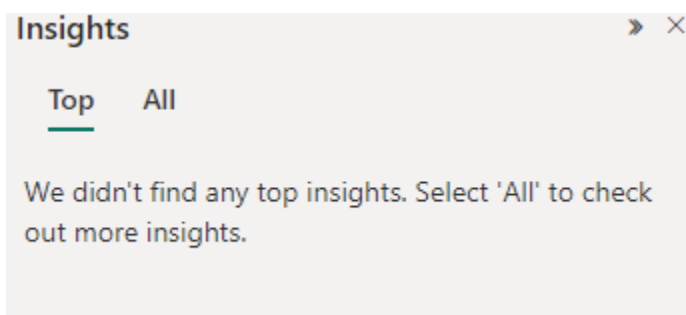 Insights
Top All
We didn't find any top insights. Select 'All' to check
out more insights.